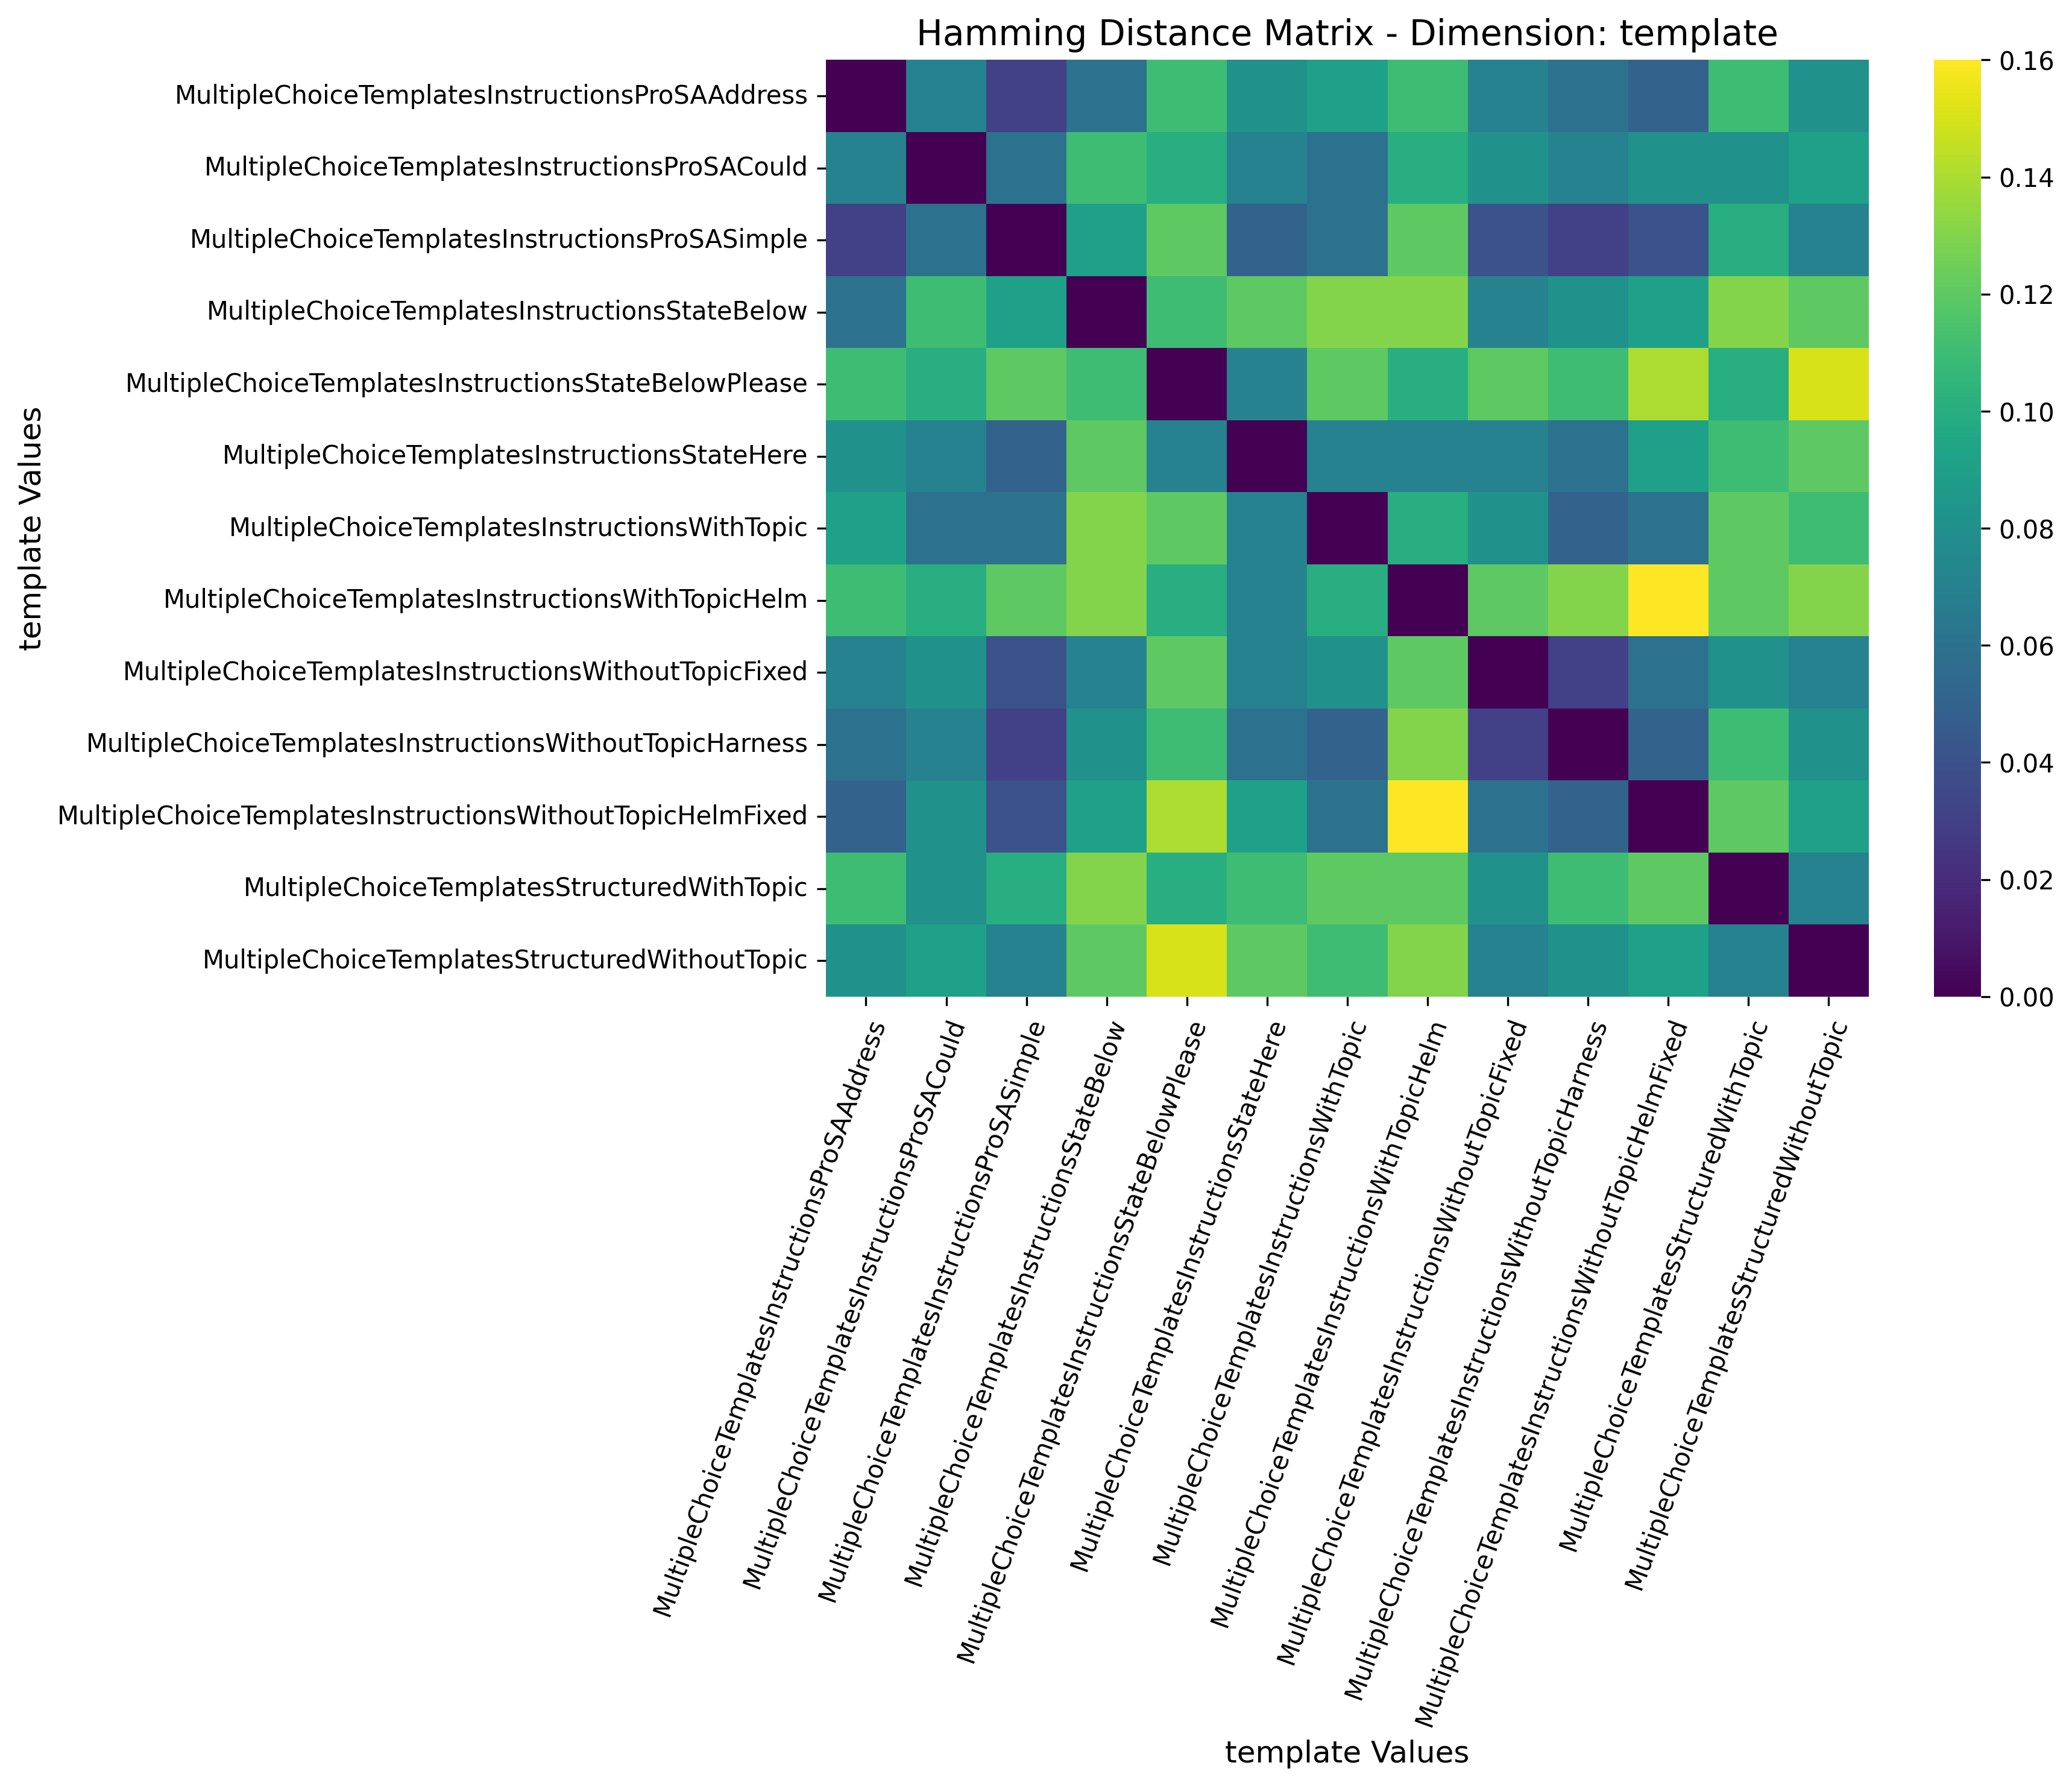 Hamming Distance Matrix - Dimension: template
template Values
MultipleChoiceTemplatesInstructionsProSAAddress
MultipleChoiceTemplatesInstructionsProSACould
MultipleChoiceTemplatesInstructionsProSASimple
MultipleChoiceTemplatesInstructionsStateBelow
MultipleChoiceTemplatesInstructionsStateBelowPlease
MultipleChoiceTemplatesInstructionsStateHere
MultipleChoiceTemplatesInstructionsWithTopic
MultipleChoiceTemplatesInstructionsWithTopicHelm
MultipleChoiceTemplatesInstructionsWithoutTopicFixed
MultipleChoiceTemplatesInstructionsWithoutTopicHarness
MultipleChoiceTemplatesInstructionsWithoutTopicHelmFixed
MultipleChoiceTemplatesStructuredWithTopic
MultipleChoiceTemplatesStructuredWithoutTopic
0.16
0.14
0.12
0.10
0.08
0.06
0.04
0.02
0.00
MultipleChoiceTemplatesInstructionsProSAAddress
MultipleChoiceTemplatesInstructionsProSACould
MultipleChoiceTemplatesInstructionsProSASimple
MultipleChoiceTemplatesInstructionsStateBelow
MultipleChoiceTemplatesInstructionsStateBelowPlease
MultipleChoiceTemplatesInstructionsStateHere
MultipleChoiceTemplatesInstructionsWithTopic
MultipleChoiceTemplatesInstructionsWithTopicHelm
MultipleChoiceTemplatesInstructionsWithoutTopicFixed
MultipleChoiceTemplatesInstructionsWithoutTopicHarness
MultipleChoiceTemplatesInstructionsWithoutTopicHelmFixed
MultipleChoiceTemplatesStructuredWithTopic
MultipleChoiceTemplatesStructuredWithoutTopic
template Values